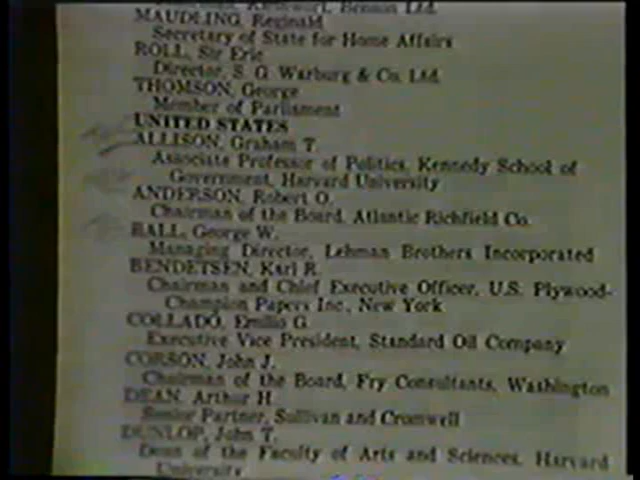 Chairman, Kleinwort, Benson Ltd.
MAUDLING, Reginald
Secretary of State for Home Affairs
ROLL, Sir Eric
Director, S. G. Warburg & Co. Ltd.
THOMSON, George
Member of Parliament
UNITED STATES
ALLISON, Graham T.
Associate Professor of Politics, Kennedy School of
Government, Harvard University
ANDERSON, Robert O.
Chairman of the Board, Atlantic Richfield Co.
BALL, George W.
Managing Director, Lehman Brothers Incorporated
BENDETSEN, Karl R.
Chairman and Chief Executive Officer, U.S. Plywood-
Champion Papers Inc., New York
COLLADO, Emilio G.
Executive Vice President, Standard Oil Company
CORSON, John J.
Chairman of the Board, Fry Consultants, Washington
DEAN, Arthur H.
Senior Partner, Sullivan and Cromwell
DUNLOP, John T.
Dean of the Faculty of Arts and Sciences, Harvard
University